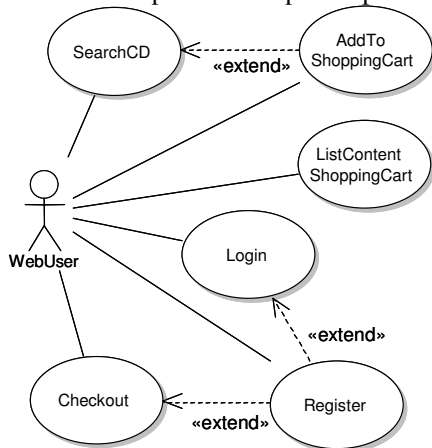 SearchCD
AddTo
ShoppingCart
«extend»
ListContent
ShoppingCart
WebUser
Login
«extend»
Checkout
Register
«extend»